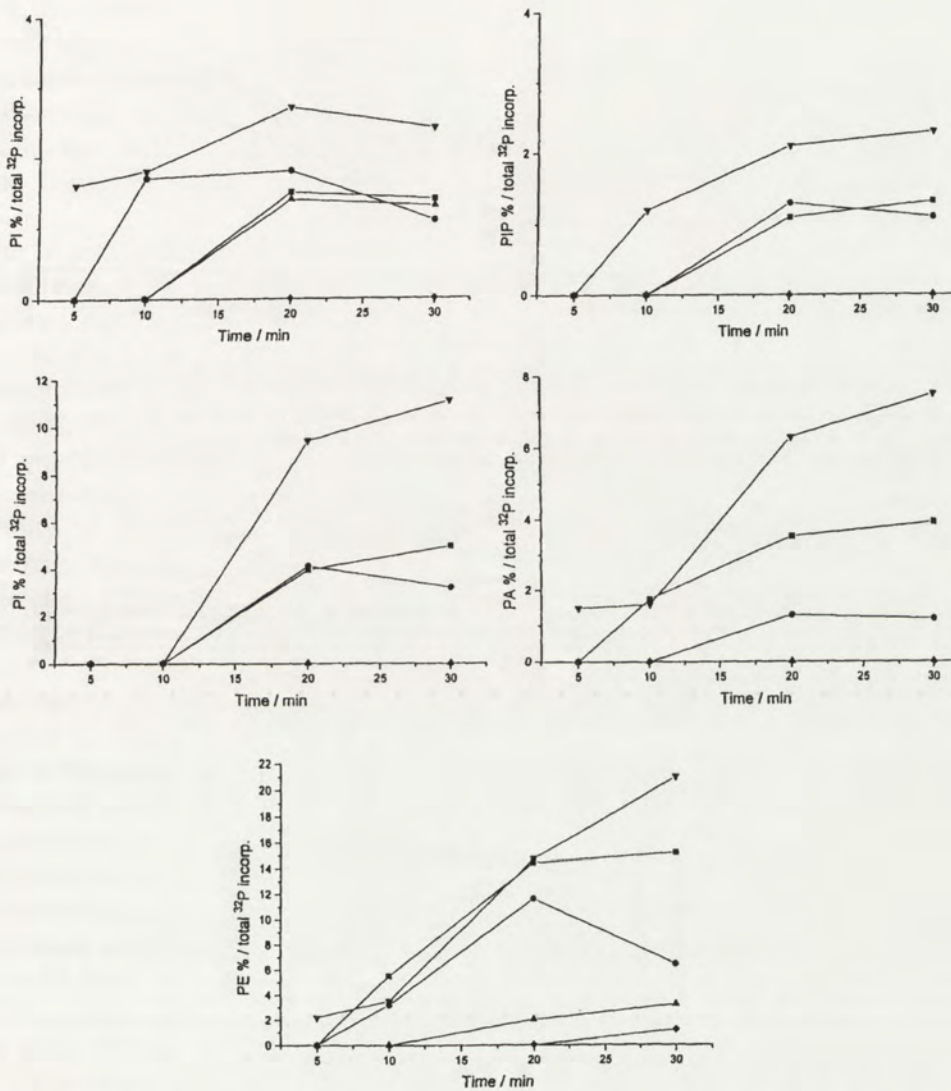 4
PI % / total 32P incorp.
0
5 10 15 20 25 30
Time / min
4
PIP % / total 32P incorp.
2
0
5 10 15 20 25 30
Time / min
12
10
8
6
4
2
0
PI % / total 32P incorp.
5 10 15 20 25 30
Time / min
8
6
4
2
0
PA % / total 32P incorp.
5 10 15 20 25 30
Time / min
22
20
18
16
14
12
10
8
6
4
2
0
PE % / total 32P incorp.
5 10 15 20 25 30
Time / min